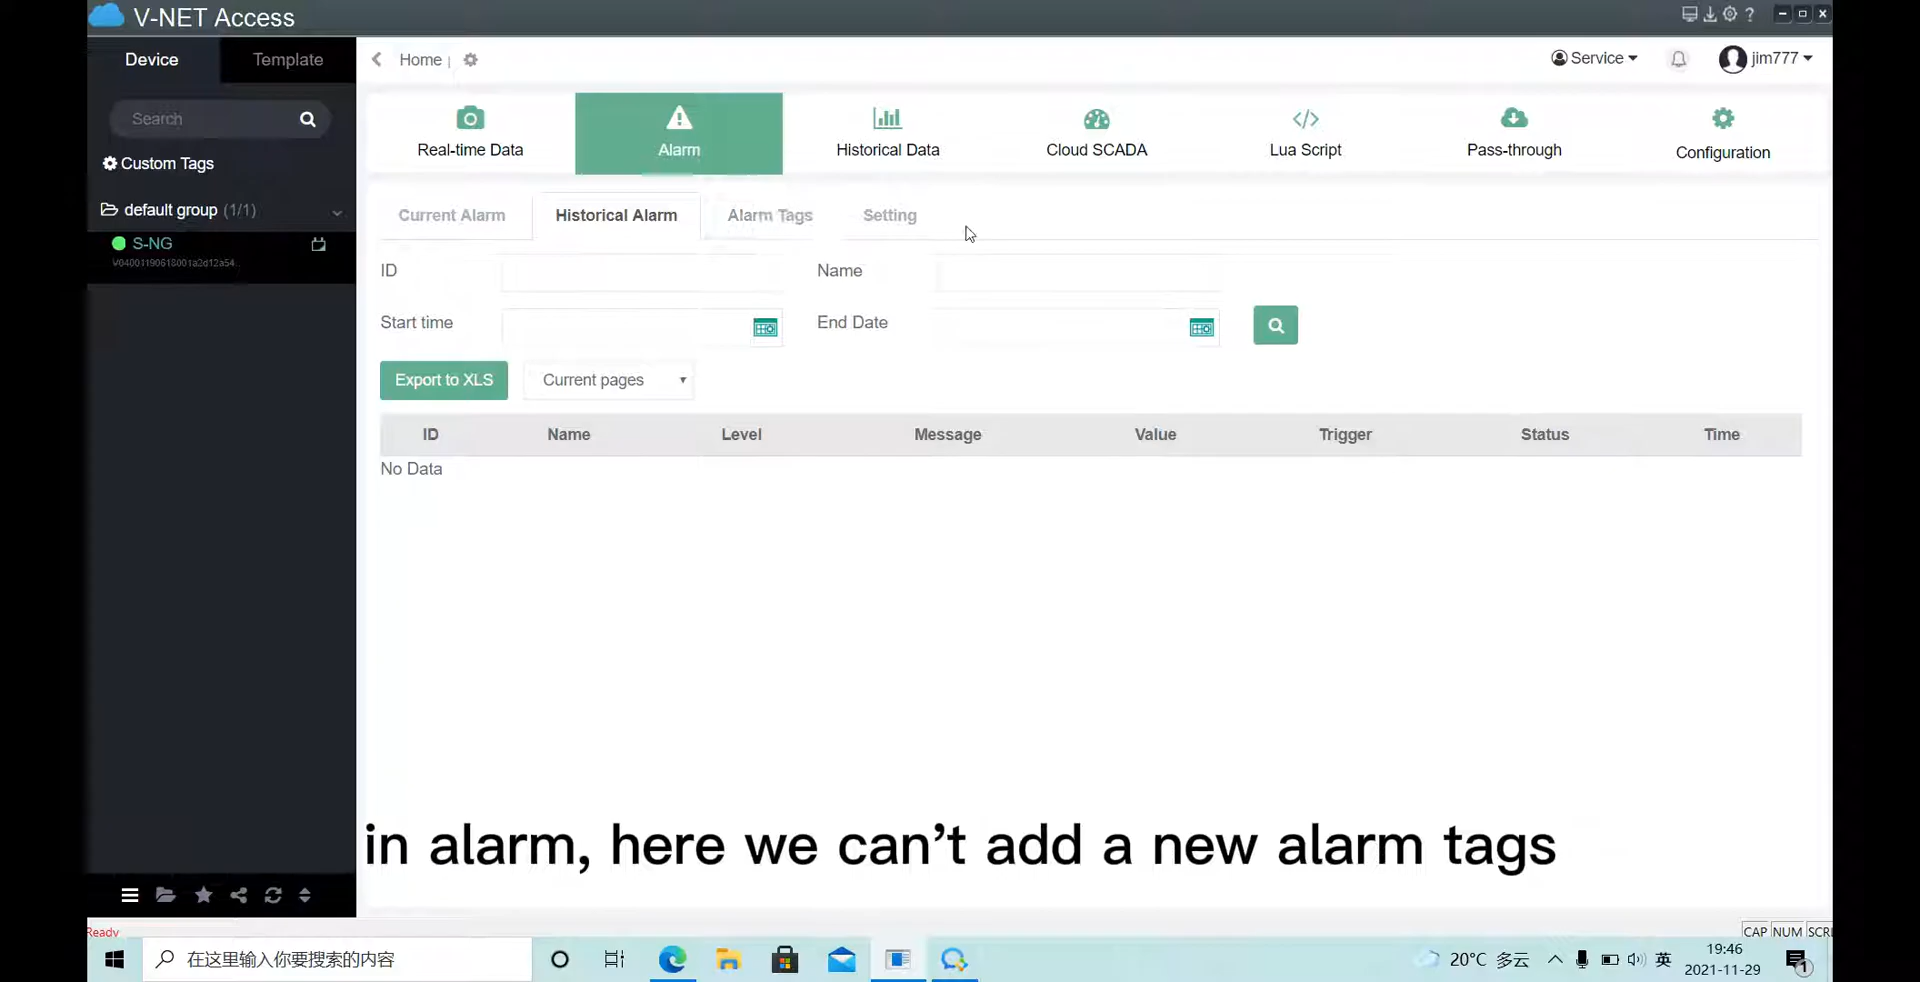 V-NET Access
Device
Template
Home
Service
jim777
Search
Custom Tags
default group (1/1)
S-NG
V04001190618001a2d12a54...
Real-time Data
Alarm
Historical Data
Cloud SCADA
Lua Script
Pass-through
Configuration
Current Alarm
Historical Alarm
Alarm Tags
Setting
ID
Name
Start time
End Date
Export to XLS
Current pages
ID Name Level Message Value Trigger Status Time
No Data
in alarm, here we can't add a new alarm tags
Ready
CAP NUM SCRL
在这里输入你要搜索的内容
20°C 多云
英
19:46
2021-11-29
1